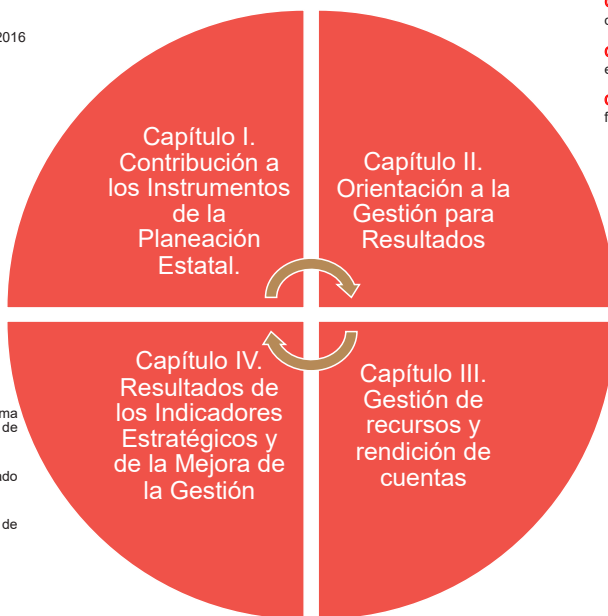 2016
Capítulo I.
Contribución a
los Instrumentos
de la
Planeación
Estatal.
Capítulo II.
Orientación a la
Gestión para
Resultados
Capítulo IV.
Resultados de
los Indicadores
Estratégicos y
de la Mejora de
la Gestión
Capítulo III.
Gestión de
recursos y
rendición de
cuentas
de
de